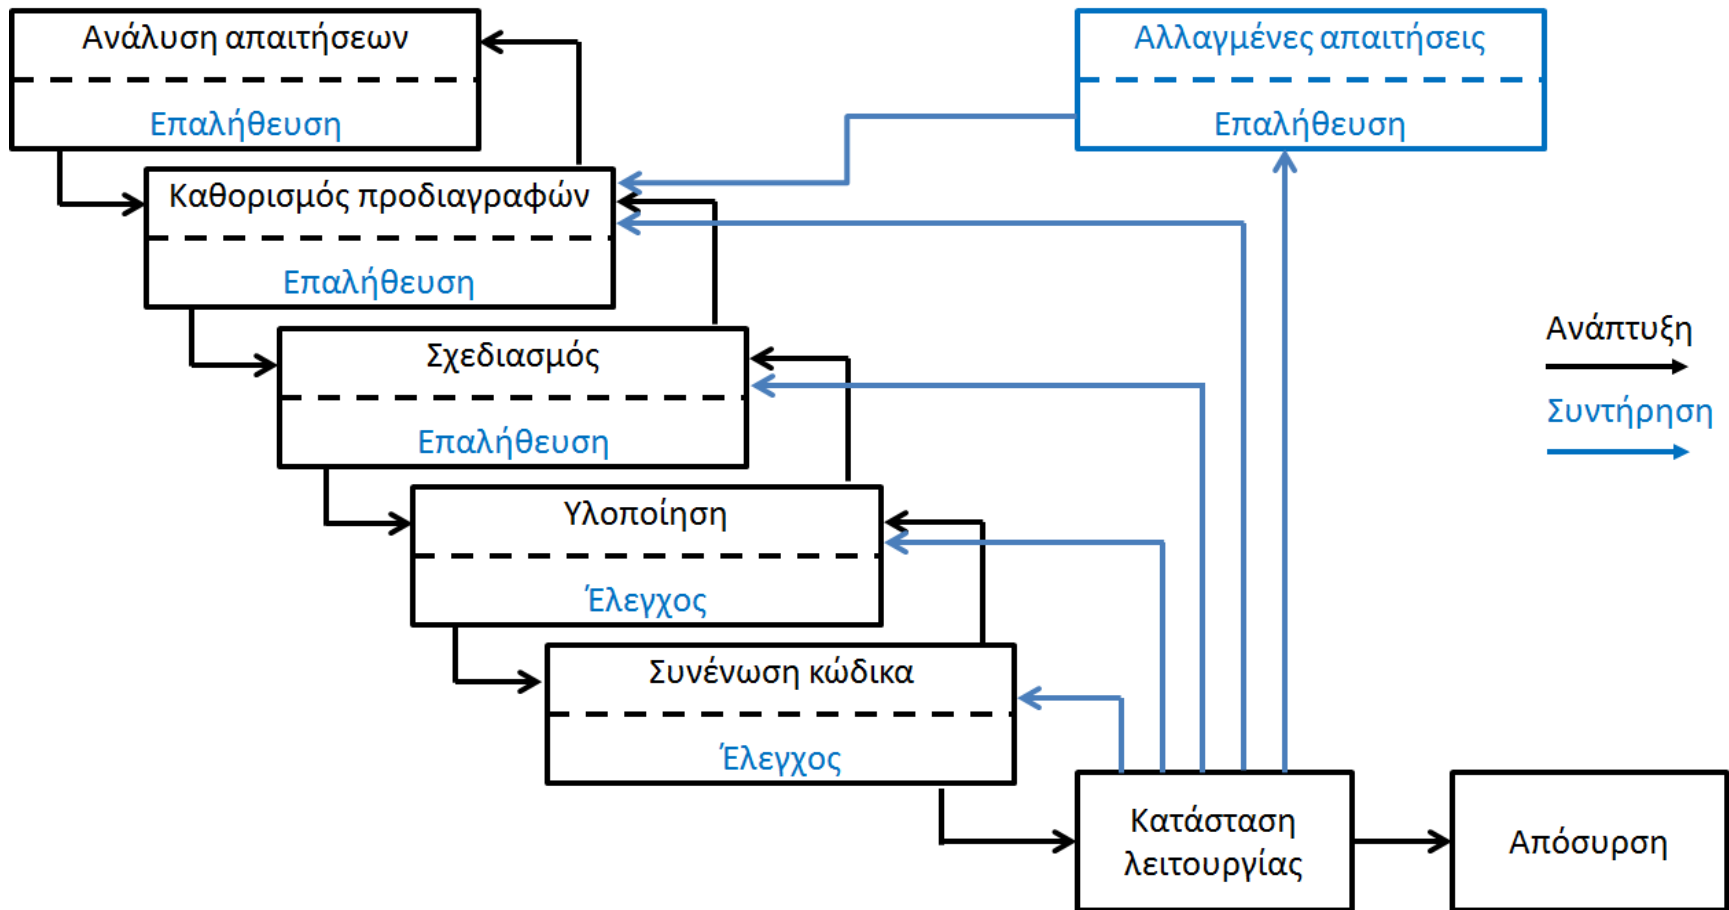 Ανάλυση απαιτήσεων
Επαλήθευση
Αλλαγμένες απαιτήσεις
Επαλήθευση
Καθορισμός προδιαγραφών
Επαλήθευση
Σχεδιασμός
Επαλήθευση
Ανάπτυξη
Συντήρηση
Υλοποίηση
Έλεγχος
Συνένωση κώδικα
Έλεγχος
Κατάσταση
λειτουργίας
Απόσυρση